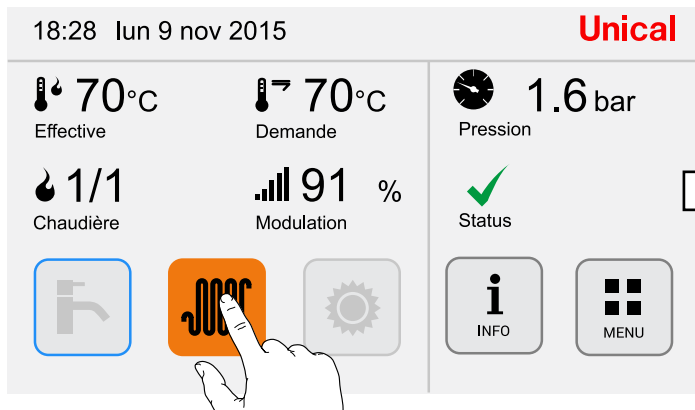 18:28 lun 9 nov 2015
Unical
70°C
Effective
70°C
Demande
1.6 bar
Pression
1/1
Chaudière
91 %
Modulation
Status
INFO
MENU